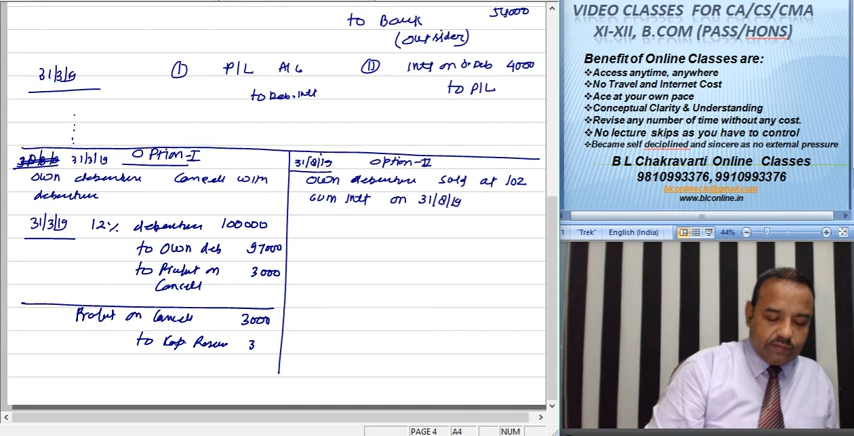 to Bank 54000
(outsider)
31/3/19 I P/L A/c II Intt on O. Deb 4000
to Deb. Intt to P/L
31/3/19 Option-I
Own debenture Cancell with
debenture
31/3/19 12% debenture 100000
to Own deb 97000
to Profit on 3000
Cancell
Profit on Cancel 3000
to Cap Reserv 3
31/8/19 Option-II
Own debenture Sold at 102
cum Intt on 31/8/19
PAGE 4 A4 NUM
VIDEO CLASSES FOR CA/CS/CMA
XI-XII, B.COM (PASS/HONS)
Benefit of Online Classes are:
❖Access anytime, anywhere
❖No Travel and Internet Cost
❖Ace at your own pace
❖Conceptual Clarity & Understanding
❖Revise any number of time without any cost.
❖No lecture skips as you have to control
❖Became self deciplined and sincere as no external pressure
B L Chakravarti Online Classes
9810993376, 9910993376
www.blconline.in
1 "Trek" English (India) 44%